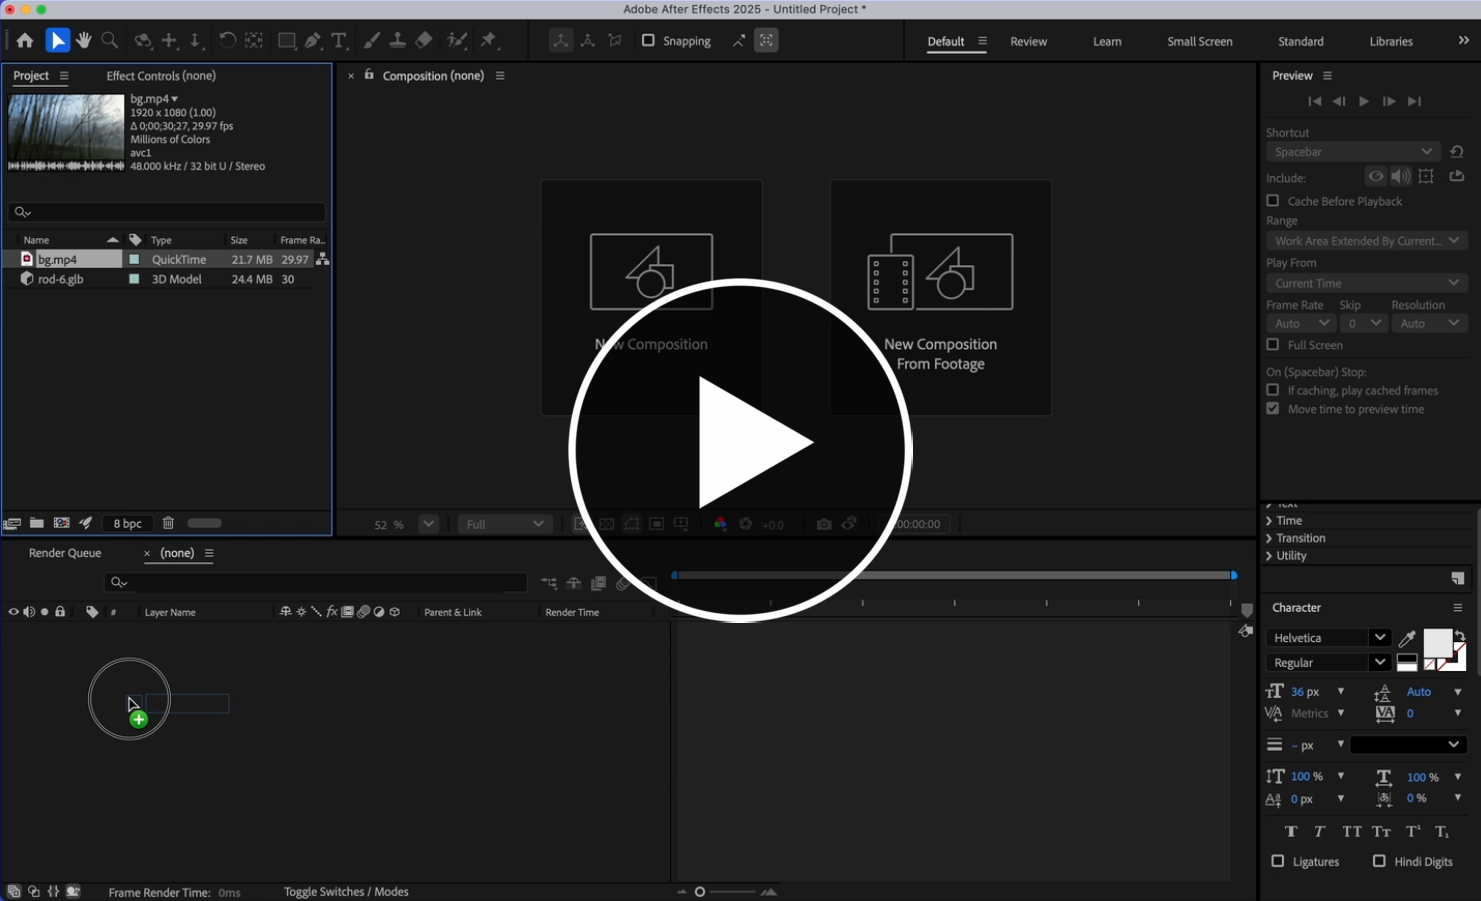 Adobe After Effects 2025 - Untitled Project *
Snapping
Default
Review
Learn
Small Screen
Standard
Libraries
Project
Effect Controls (none)
bg.mp4
1920 x 1080 (1.00)
Δ 0;00;30;27, 29.97 fps
Millions of Colors
avc1
48.000 kHz / 32 bit U / Stereo
Name Type Size Frame Ra...
bg.mp4 QuickTime 21.7 MB 29.97
rod-6.glb 3D Model 24.4 MB 30
8 bpc
Composition (none)
New Composition
New Composition
From Footage
52 %
Full
+0.0
00:00:00
Preview
Shortcut
Spacebar
Include:
Cache Before Playback
Range
Work Area Extended By Current...
Play From
Current Time
Frame Rate Skip Resolution
Auto 0 Auto
Full Screen
On (Spacebar) Stop:
If caching, play cached frames
Move time to preview time
Text
Time
Transition
Utility
Character
Helvetica
Regular
36 px Auto
Metrics 0
- px
100 % 100 %
0 px 0 %
T T TT Tт T¹ T₁
Ligatures Hindi Digits
Render Queue
(none)
# Layer Name Parent & Link Render Time
Frame Render Time: 0ms
Toggle Switches / Modes